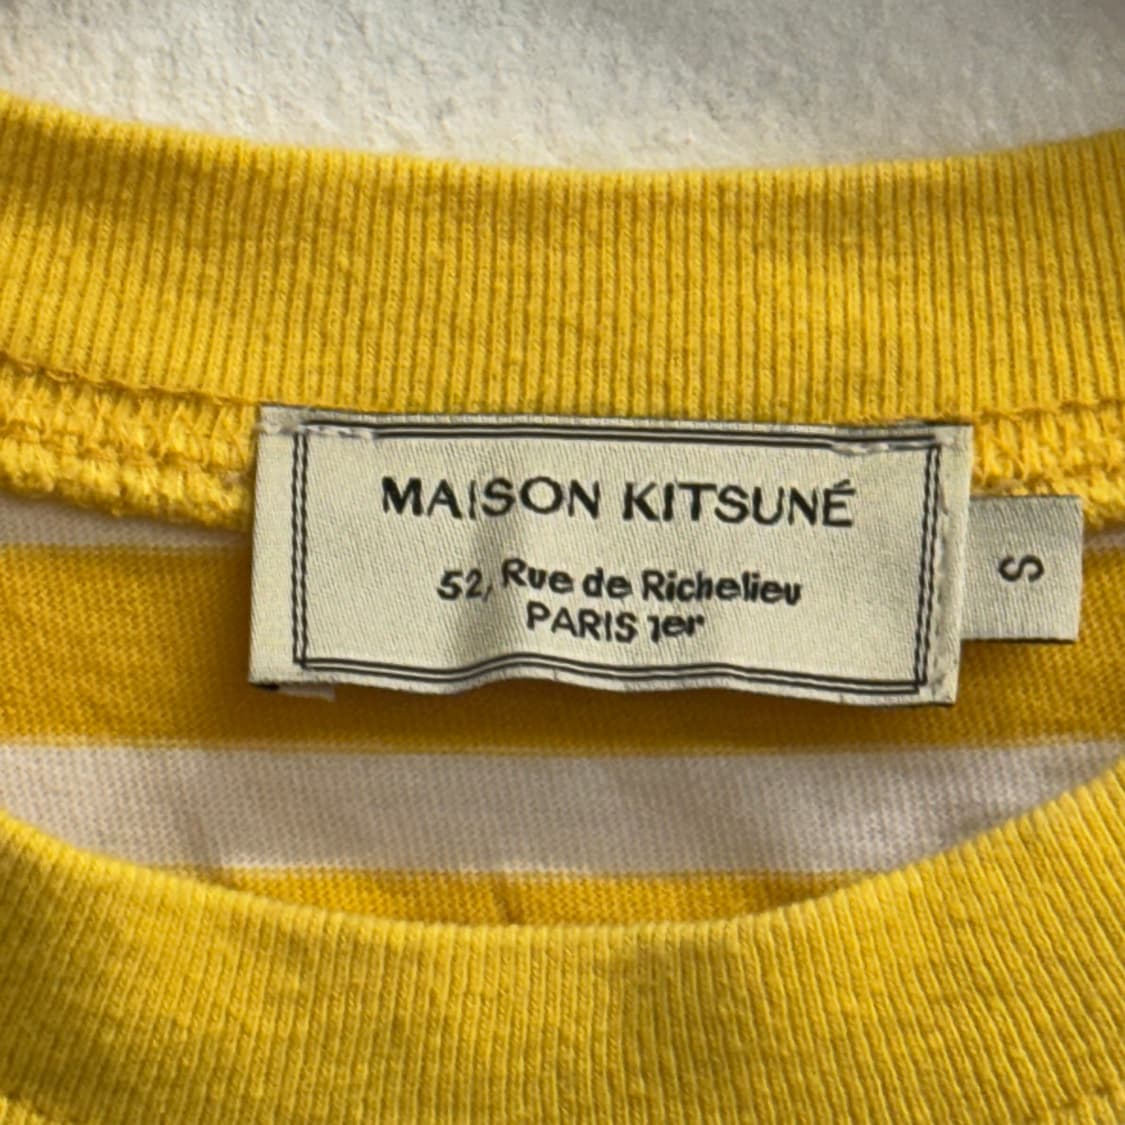 MAISON KITSUNÉ
52, Rue de Richelieu
PARIS 1er
S